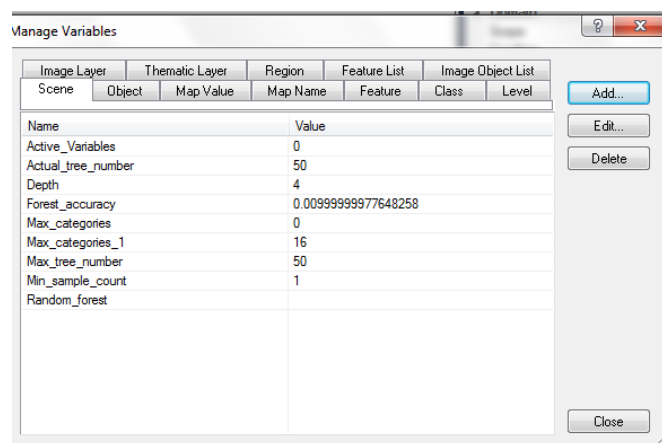 Manage Variables
Image Layer Thematic Layer Region Feature List Image Object List
Scene Object Map Value Map Name Feature Class Level
Add...
Name Value
Edit...
Active_Variables 0
Actual_tree_number 50
Delete
Depth 4
Forest_accuracy 0.00999999977648258
Max_categories 0
Max_categories_1 16
Max_tree_number 50
Min_sample_count 1
Random_forest
Close